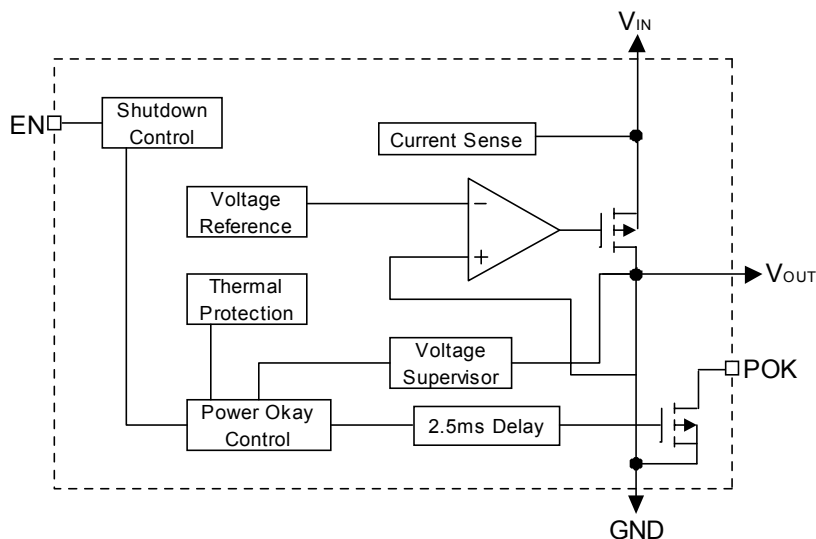 VIN
EN
Shutdown
Control
Current Sense
Voltage
Reference
−
+
VOUT
Thermal
Protection
Voltage
Supervisor
POK
Power Okay
Control
2.5ms Delay
GND